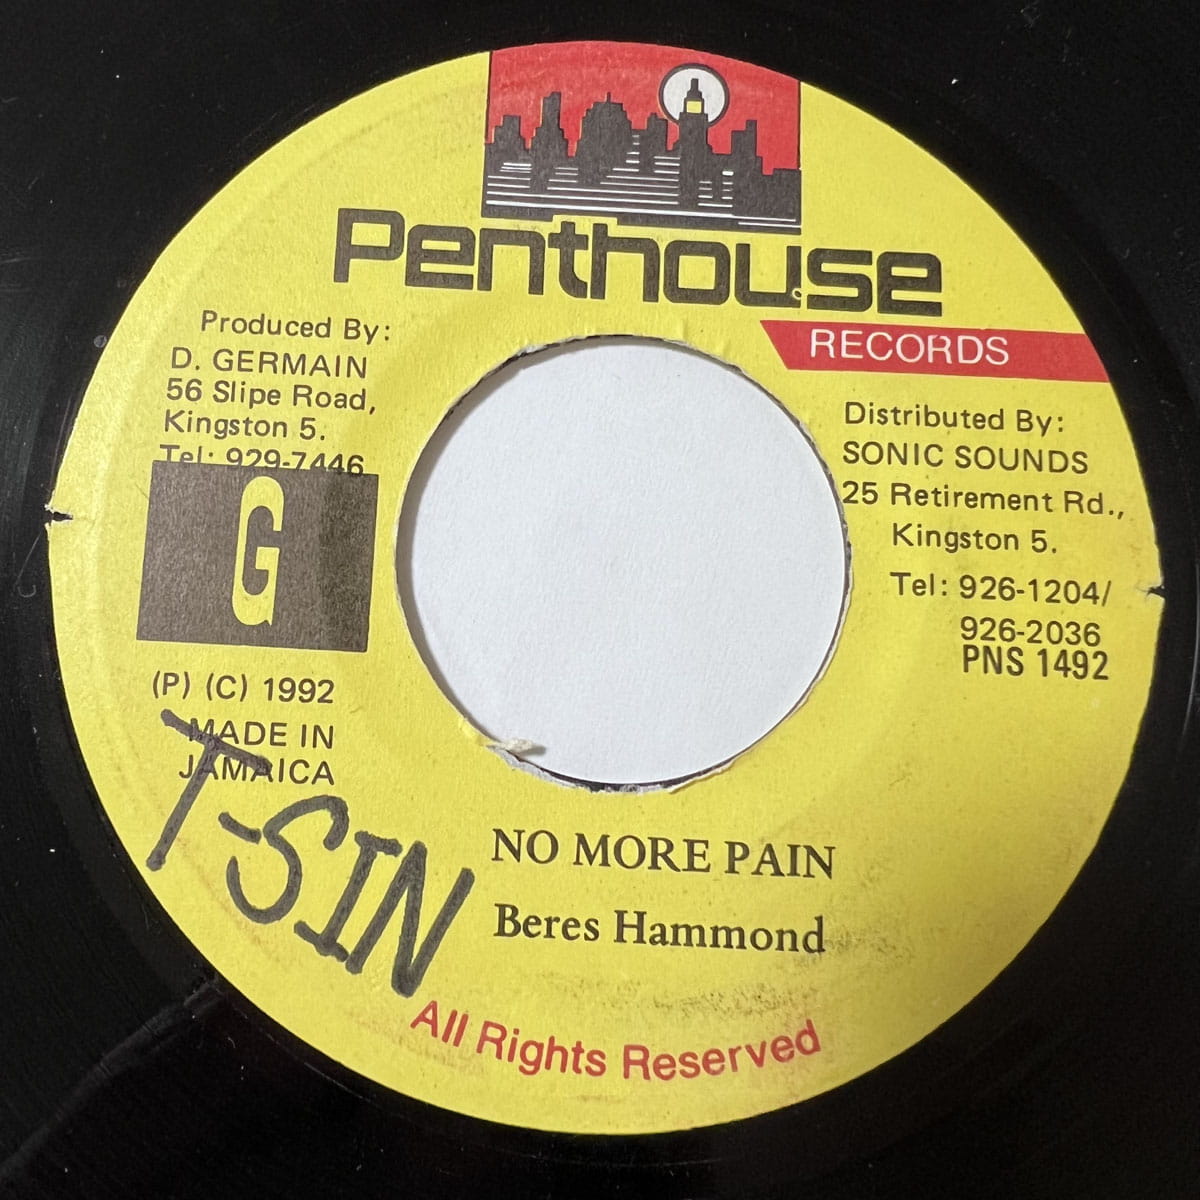 Penthouse
RECORDS
Produced By:
D. GERMAIN
56 Slipe Road,
Kingston 5.
Tel: 929-7446
G
(P) (C) 1992
MADE IN
JAMAICA
T-SIN
Distributed By:
SONIC SOUNDS
25 Retirement Rd.,
Kingston 5.
Tel: 926-1204/
926-2036
PNS 1492
NO MORE PAIN
Beres Hammond
All Rights Reserved